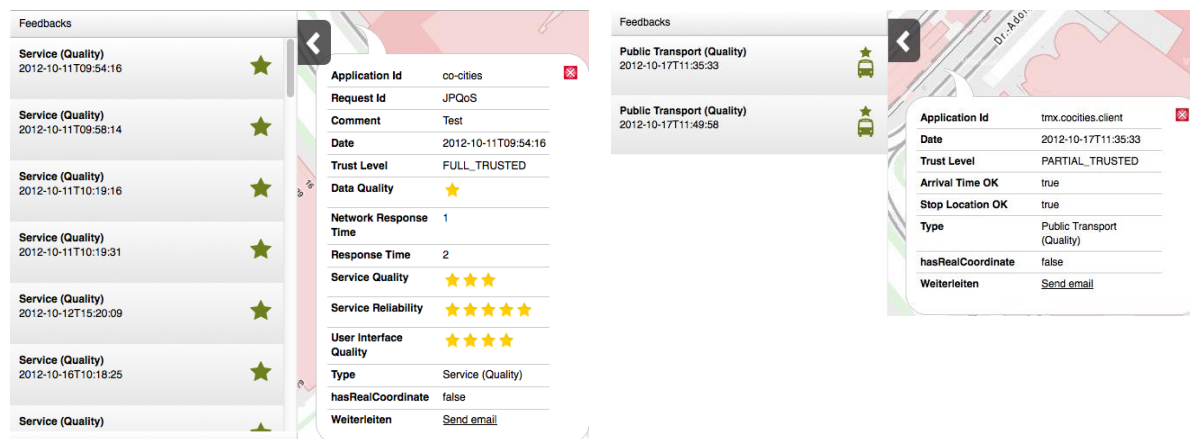 Feedbacks
Service (Quality)
2012-10-11T09:54:16
Service (Quality)
2012-10-11T09:58:14
Service (Quality)
2012-10-11T10:19:16
Service (Quality)
2012-10-11T10:19:31
Service (Quality)
2012-10-12T15:20:09
Service (Quality)
2012-10-16T10:18:25
Service (Quality)
16
Application Id co-cities
Request Id JPQoS
Comment Test
Date 2012-10-11T09:54:16
Trust Level FULL_TRUSTED
Data Quality
Network Response 1
Time
Response Time 2
Service Quality
Service Reliability
User Interface
Quality
Type Service (Quality)
hasRealCoordinate false
Weiterleiten Send email
Feedbacks
Public Transport (Quality)
2012-10-17T11:35:33
Public Transport (Quality)
2012-10-17T11:49:58
Dr.-Adol
Application Id tmx.cocities.client
Date 2012-10-17T11:35:33
Trust Level PARTIAL_TRUSTED
Arrival Time OK true
Stop Location OK true
Type Public Transport
(Quality)
hasRealCoordinate false
Weiterleiten Send email